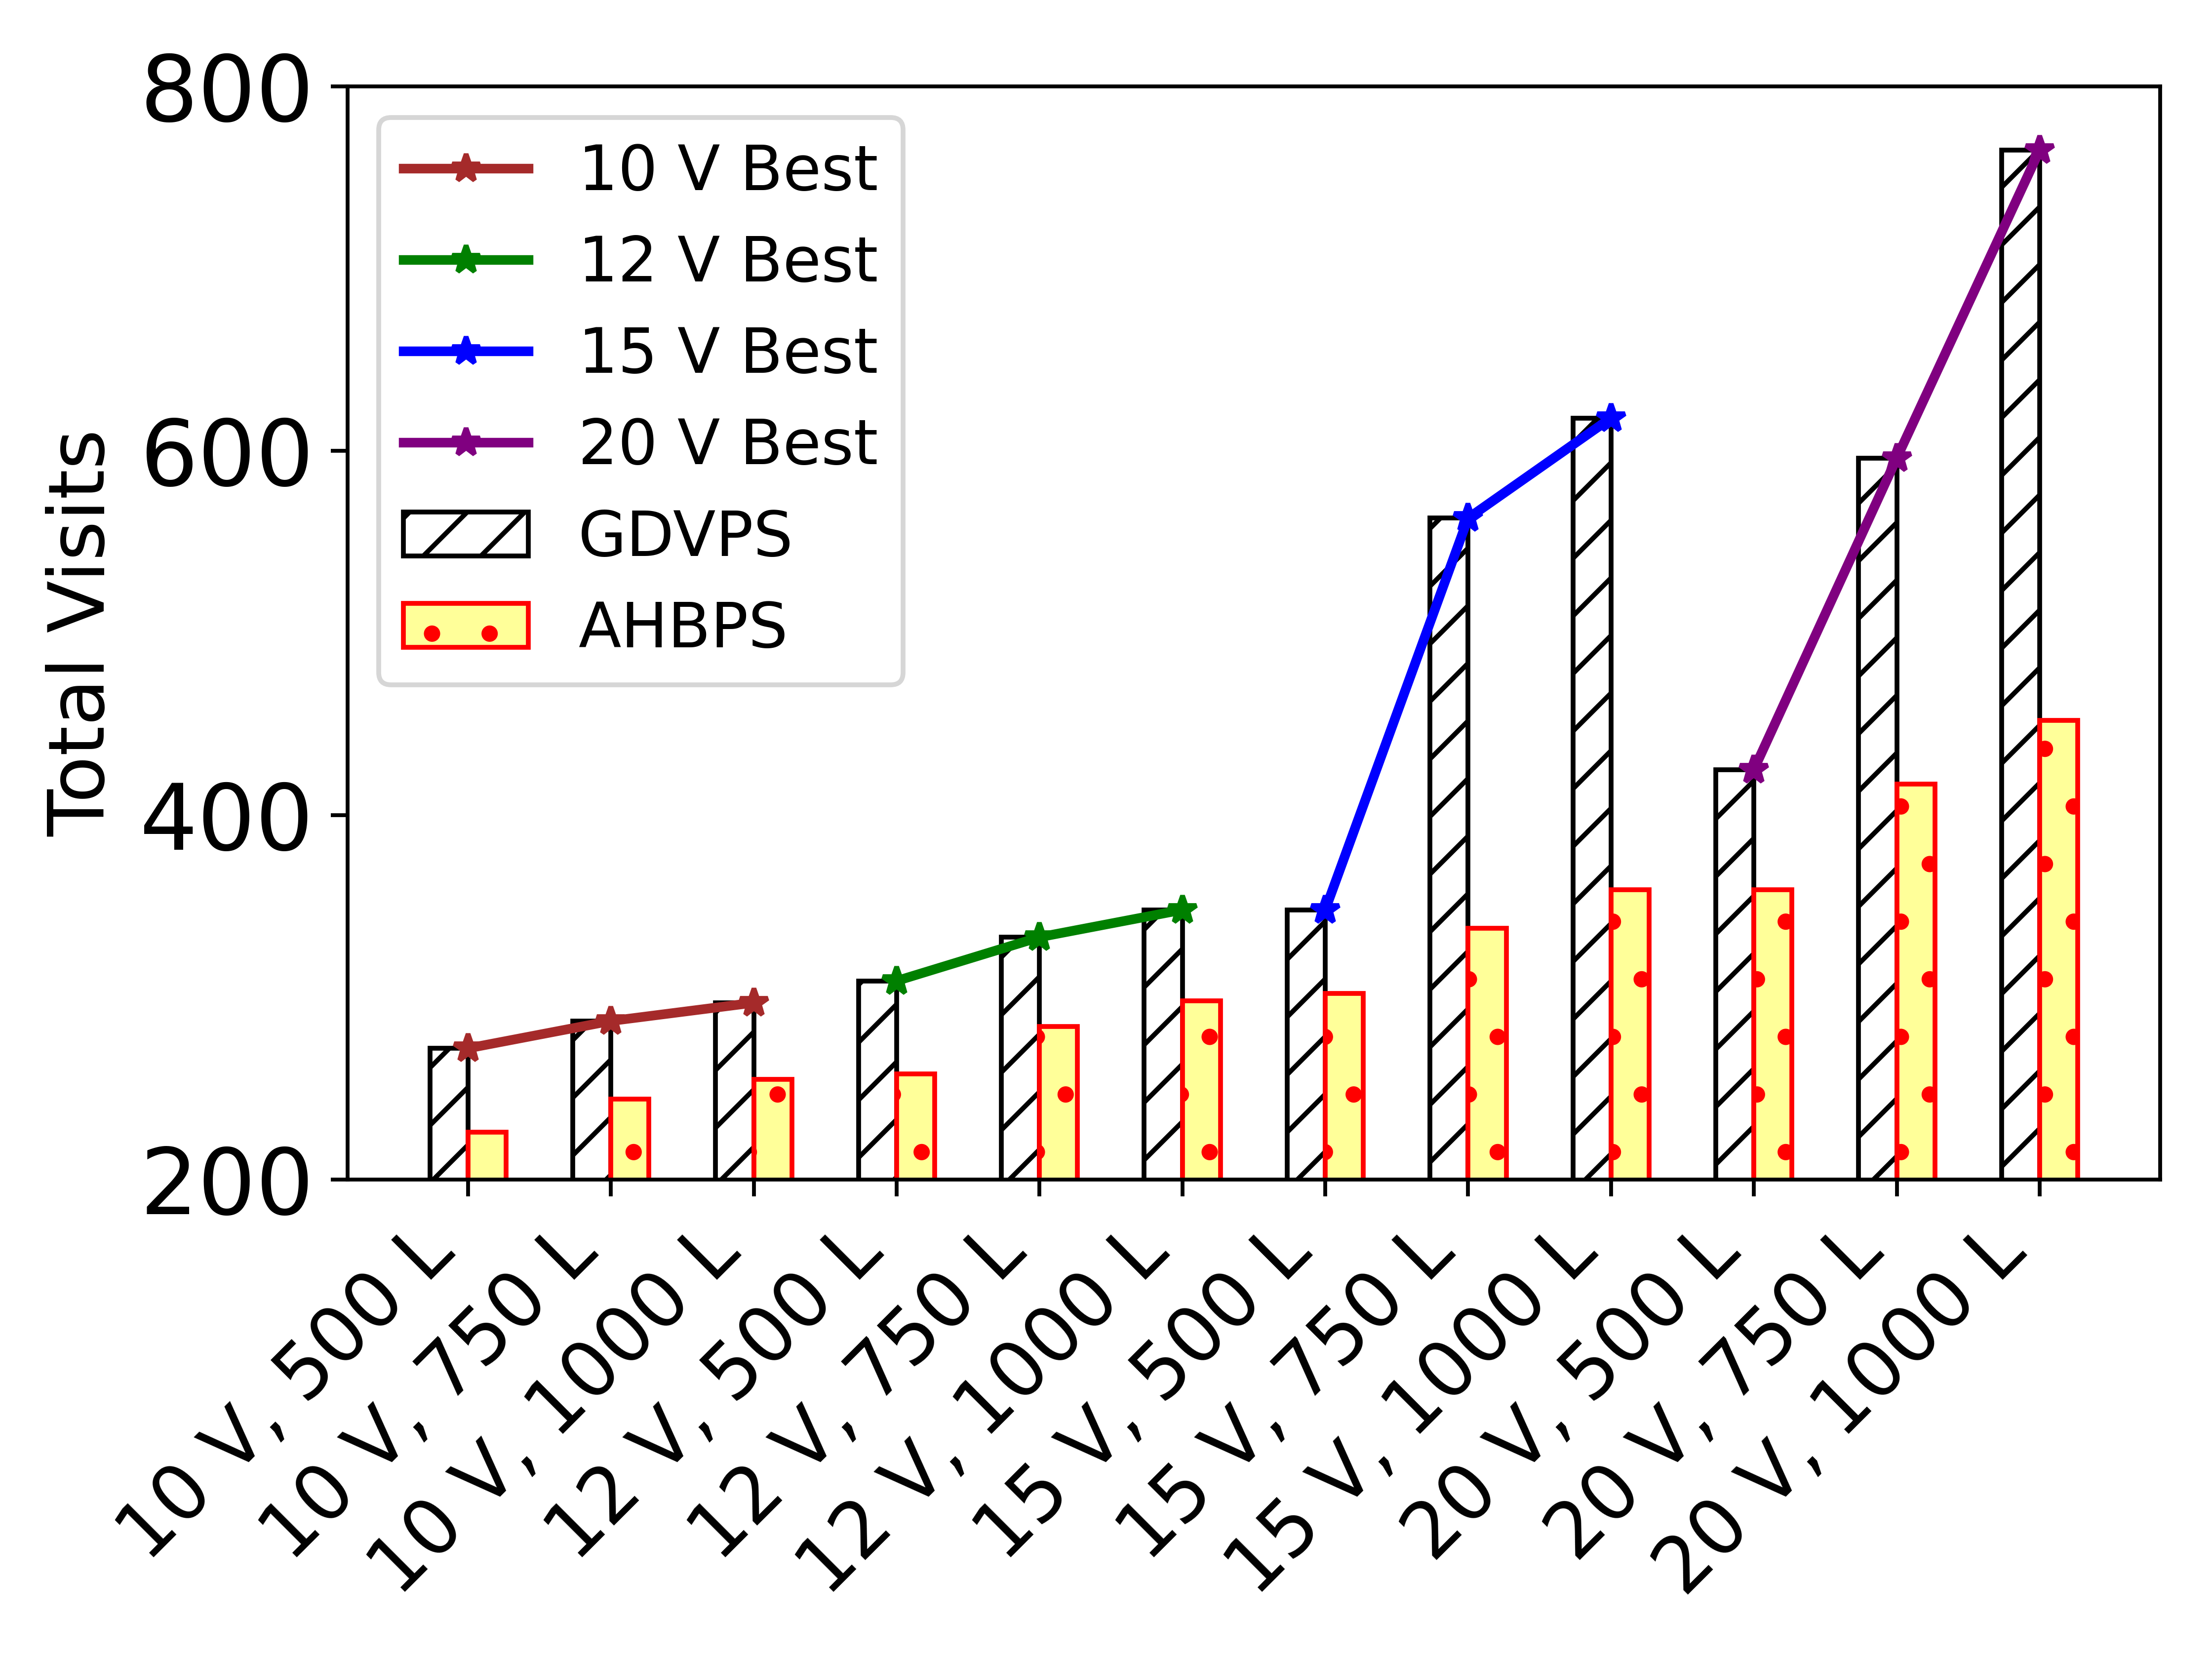 800
600
400
200
Total Visits
10 V Best
12 V Best
15 V Best
20 V Best
GDVPS
AHBPS
10 V, 500 L
10 V, 750 L
10 V, 1000 L
12 V, 500 L
12 V, 750 L
12 V, 1000 L
15 V, 500 L
15 V, 750 L
15 V, 1000 L
20 V, 500 L
20 V, 750 L
20 V, 1000 L